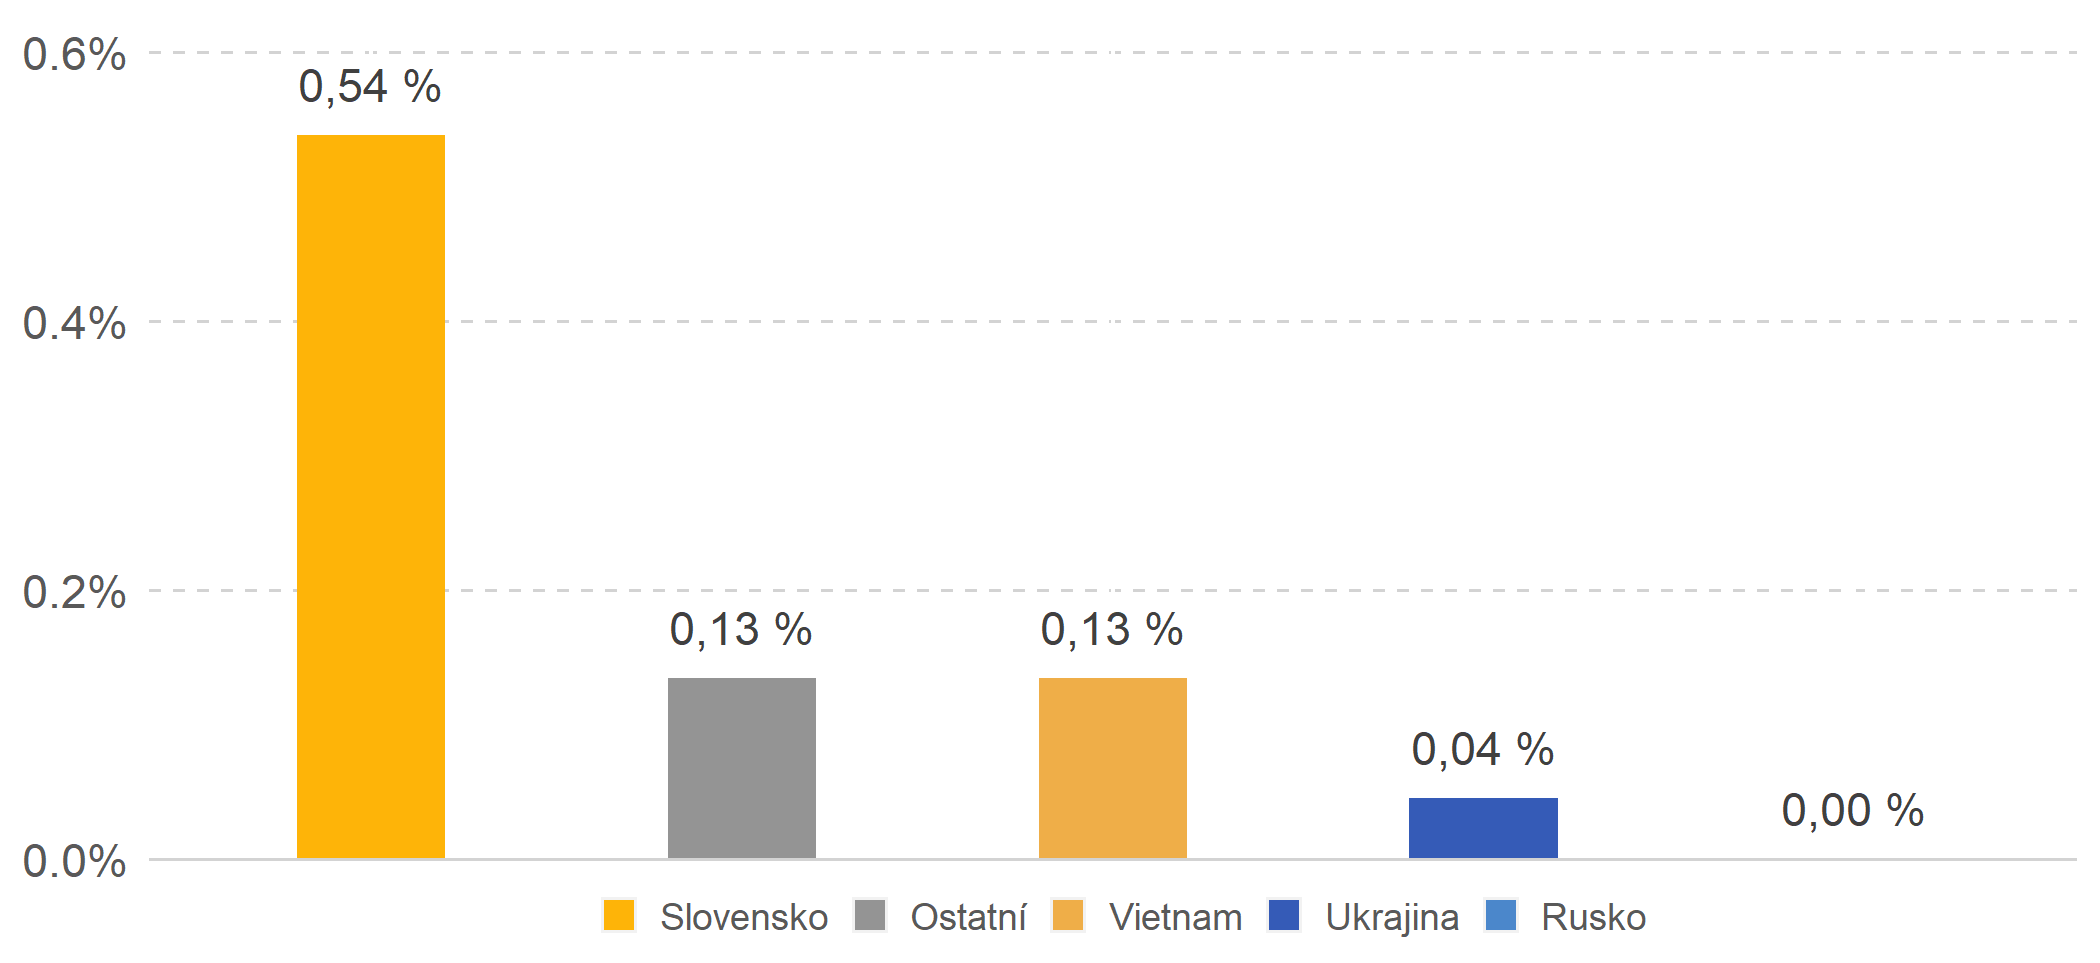 0.6%
0,54 %
0.4%
0.2%
0,13 %
0,13 %
0,04 %
0,00 %
0.0%
Slovensko
Ostatní
Vietnam
Ukrajina
Rusko